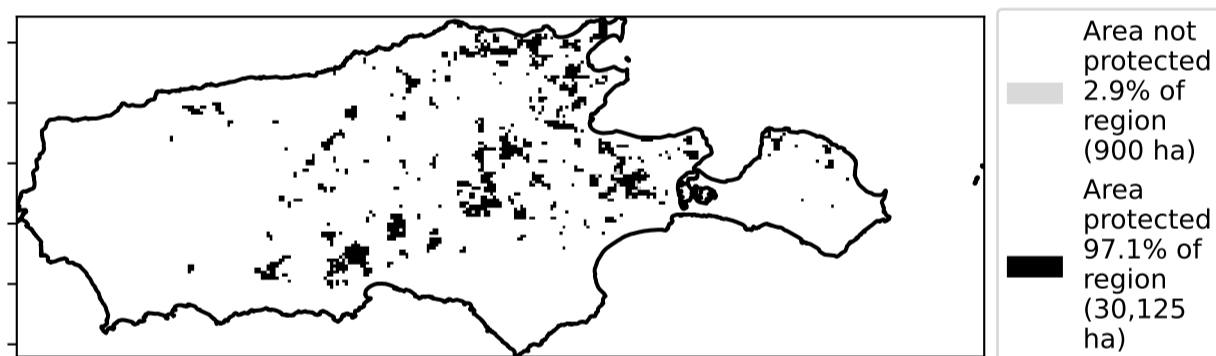 Area not
protected
2.9% of
region
(900 ha)
Area
protected
97.1% of
region
(30,125
ha)